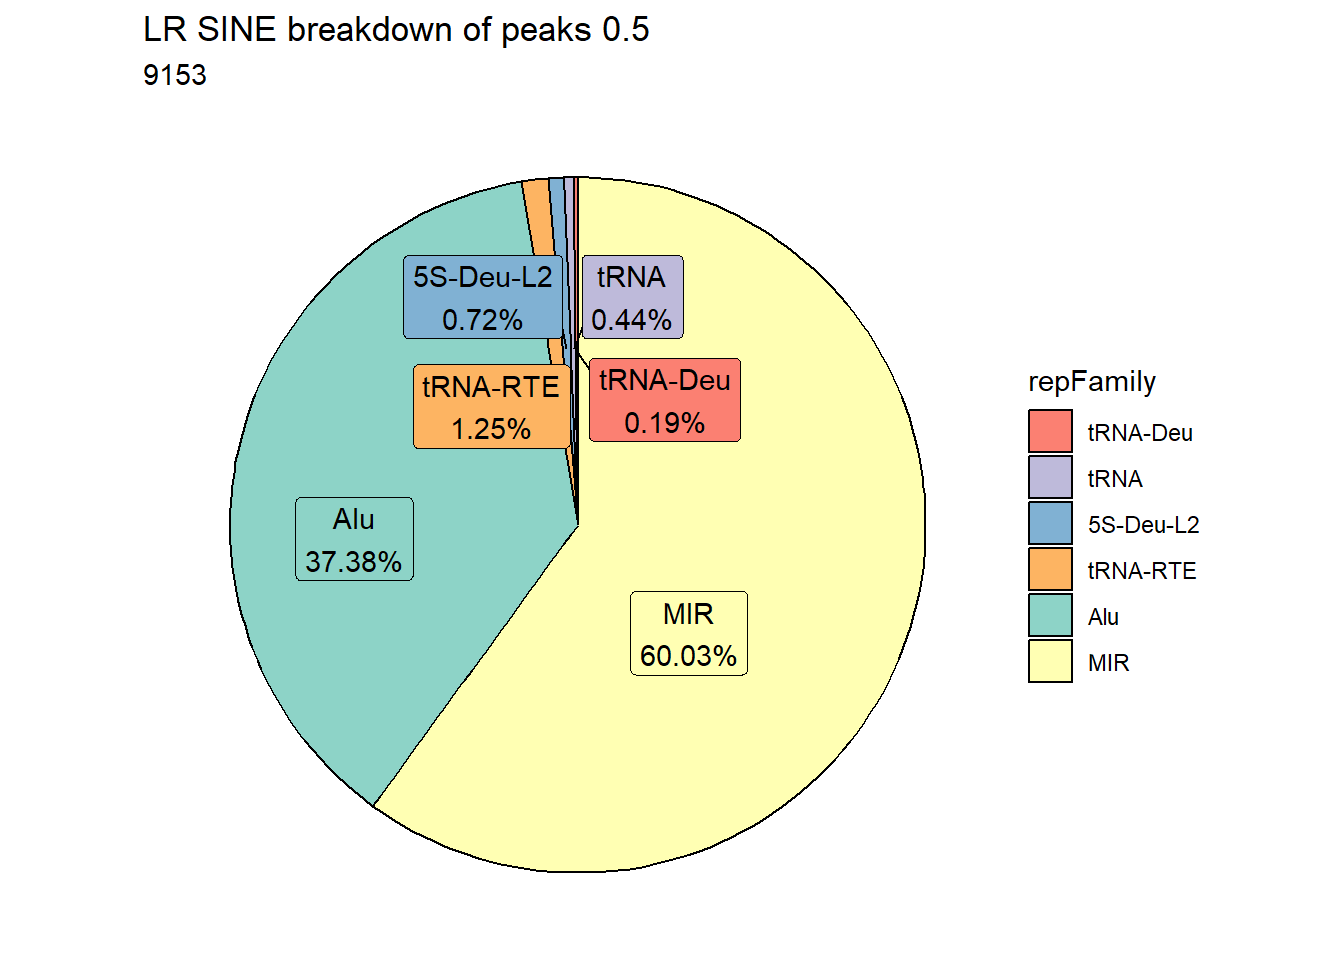 LR SINE breakdown of peaks 0.5
9153
5S-Deu-L2
0.72%
tRNA
0.44%
tRNA-RTE
1.25%
tRNA-Deu
0.19%
Alu
37.38%
MIR
60.03%
repFamily
tRNA-Deu
tRNA
5S-Deu-L2
tRNA-RTE
Alu
MIR